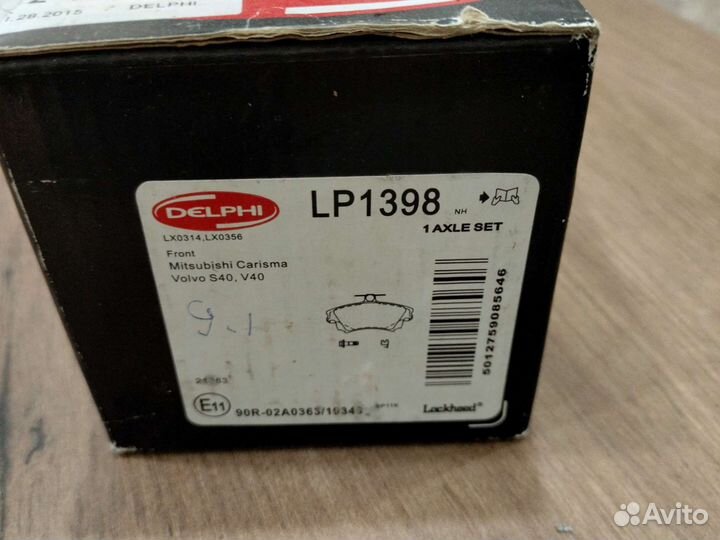 .28.2015 DELPHI
DELPHI
LP1398 NH
1 AXLE SET
LX0314,LX0356
Front
Mitsubishi Carisma
Volvo S40, V40
5012759085646
E11
90R-02A0363/10343
Lockheed®
Avito